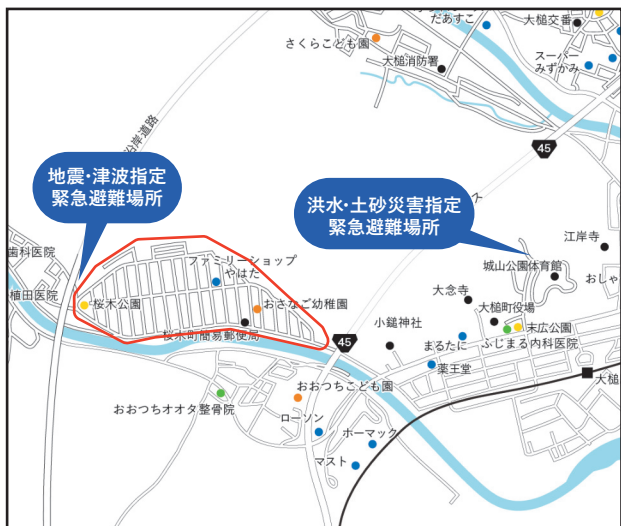 だあすこ
大槌交番
さくらこども園
大槌消防署
スーパー
みずかみ
沿岸道路
45
地震・津波指定
緊急避難場所
洪水・土砂災害指定
緊急避難場所
ス
江岸寺
歯科医院
ファミリーショップ
やはた
城山公園体育館
おしゃ
植田医院
桜木公園
おさなご幼稚園
大念寺
大槌町役場
末広公園
桜木町簡易郵便局
45
小鎚神社
まるたに
ふじまる内科医院
薬王堂
大槌
おおつちこども園
おおつちオオタ整骨院
ローソン
ホーマック
マスト